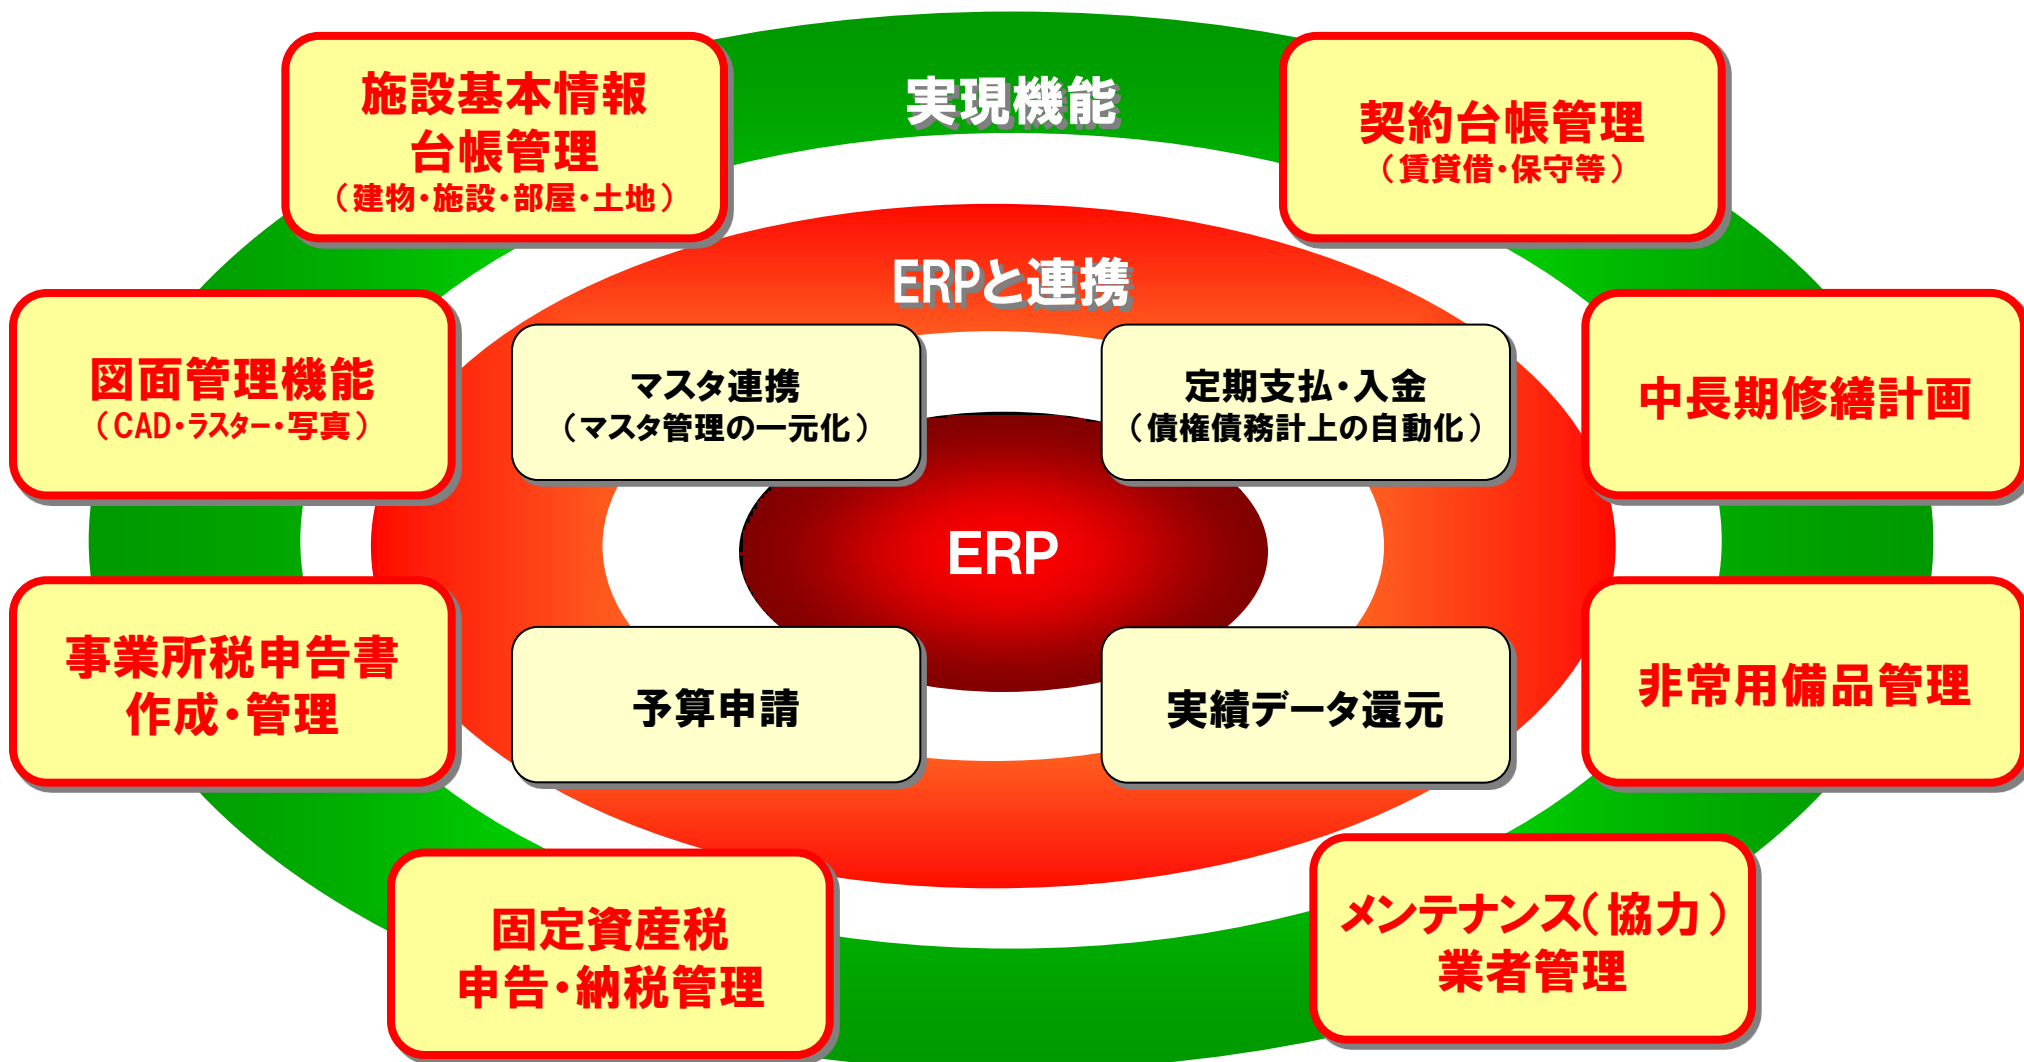 実現機能
施設基本情報
台帳管理
（建物・施設・部屋・土地）
契約台帳管理
（賃貸借・保守等）
ERPと連携
図面管理機能
（CAD・ラスター・写真）
マスタ連携
（マスタ管理の一元化）
定期支払・入金
（債権債務計上の自動化）
中長期修繕計画
ERP
事業所税申告書
作成・管理
予算申請
実績データ還元
非常用備品管理
固定資産税
申告・納税管理
メンテナンス（協力）
業者管理